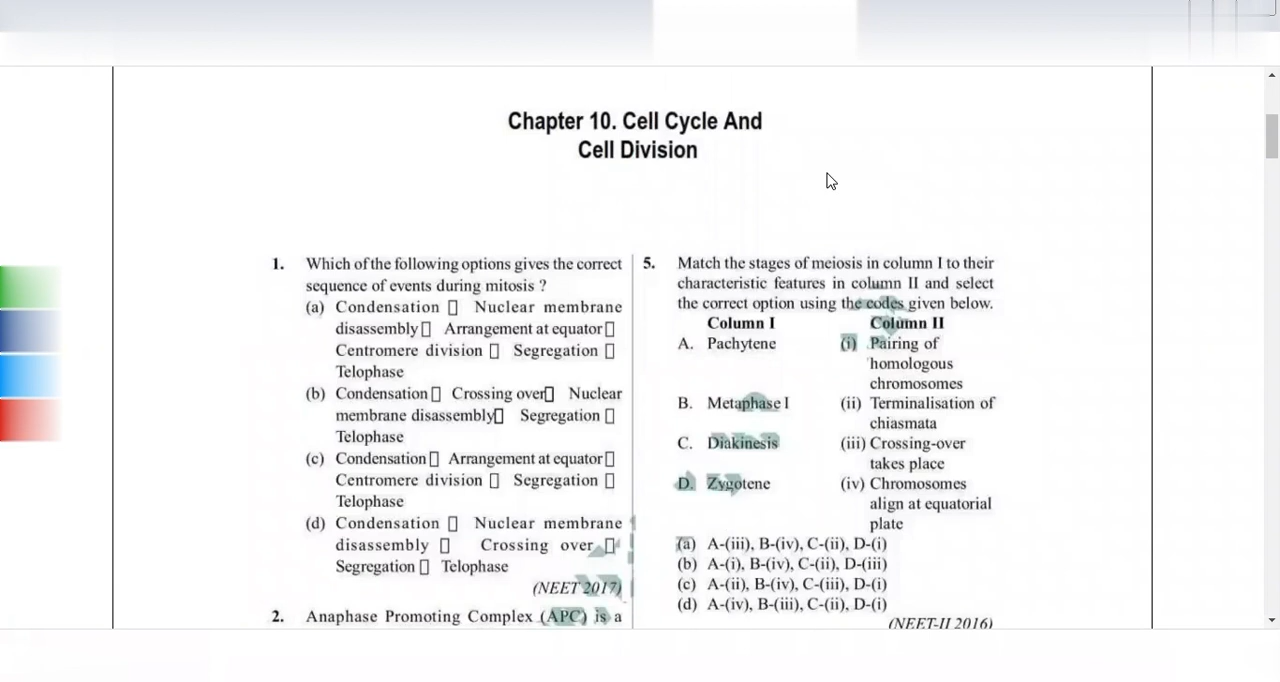 Chapter 10. Cell Cycle And
Cell Division
1. Which of the following options gives the correct
sequence of events during mitosis ?
(a) Condensation ▯ Nuclear membrane
disassembly▯ Arrangement at equator▯
Centromere division ▯ Segregation ▯
Telophase
(b) Condensation▯ Crossing over▯ Nuclear
membrane disassembly▯ Segregation ▯
Telophase
(c) Condensation▯ Arrangement at equator▯
Centromere division ▯ Segregation ▯
Telophase
(d) Condensation ▯ Nuclear membrane
disassembly ▯ Crossing over ▯
Segregation ▯ Telophase
(NEET 2017)
2. Anaphase Promoting Complex (APC) is a
5. Match the stages of meiosis in column I to their
characteristic features in column II and select
the correct option using the codes given below.
Column I Column II
A. Pachytene (i) Pairing of
homologous
chromosomes
B. Metaphase I (ii) Terminalisation of
chiasmata
C. Diakinesis (iii) Crossing-over
takes place
D. Zygotene (iv) Chromosomes
align at equatorial
plate
(a) A-(iii), B-(iv), C-(ii), D-(i)
(b) A-(i), B-(iv), C-(ii), D-(iii)
(c) A-(ii), B-(iv), C-(iii), D-(i)
(d) A-(iv), B-(iii), C-(ii), D-(i)
(NEET-II 2016)